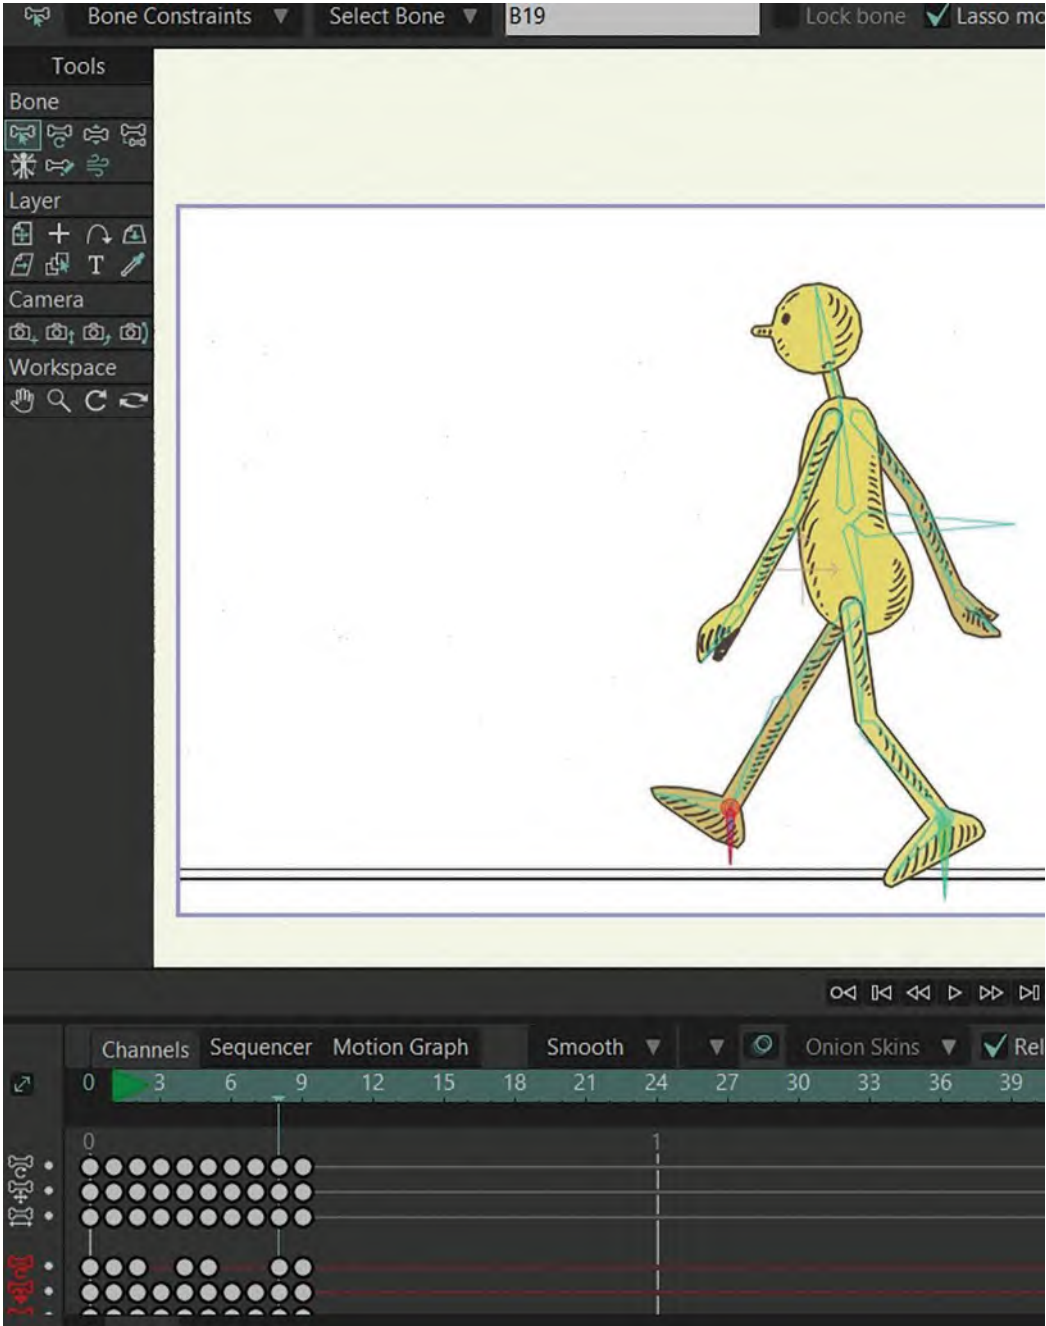 Bone Constraints Select Bone B19 Lock bone Lasso mo
Tools
Bone
Layer
T
Camera
Workspace
Channels Sequencer Motion Graph Smooth Onion Skins Rel
0 3 6 9 12 15 18 21 24 27 30 33 36 39
0 1